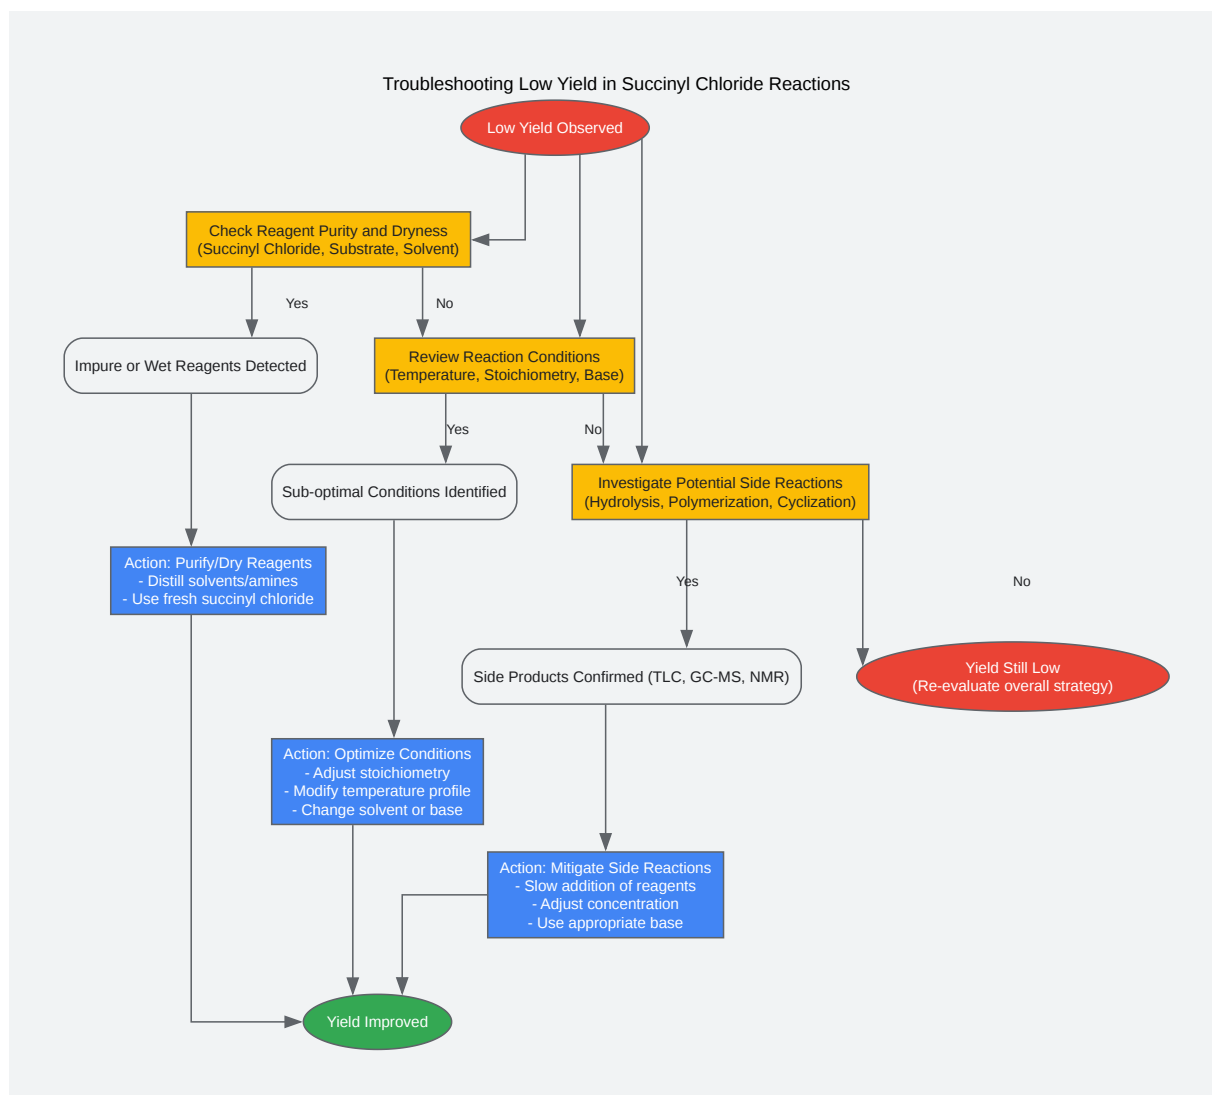 Troubleshooting Low Yield in Succinyl Chloride Reactions
Low Yield Observed
Check Reagent Purity and Dryness
(Succinyl Chloride, Substrate, Solvent)
Yes
No
Impure or Wet Reagents Detected
Review Reaction Conditions
(Temperature, Stoichiometry, Base)
Yes
No
Sub-optimal Conditions Identified
Investigate Potential Side Reactions
(Hydrolysis, Polymerization, Cyclization)
Action: Purify/Dry Reagents
- Distill solvents/amines
- Use fresh succinyl chloride
Yes
No
Side Products Confirmed (TLC, GC-MS, NMR)
Yield Still Low
(Re-evaluate overall strategy)
Action: Optimize Conditions
- Adjust stoichiometry
- Modify temperature profile
- Change solvent or base
Action: Mitigate Side Reactions
- Slow addition of reagents
- Adjust concentration
- Use appropriate base
Yield Improved